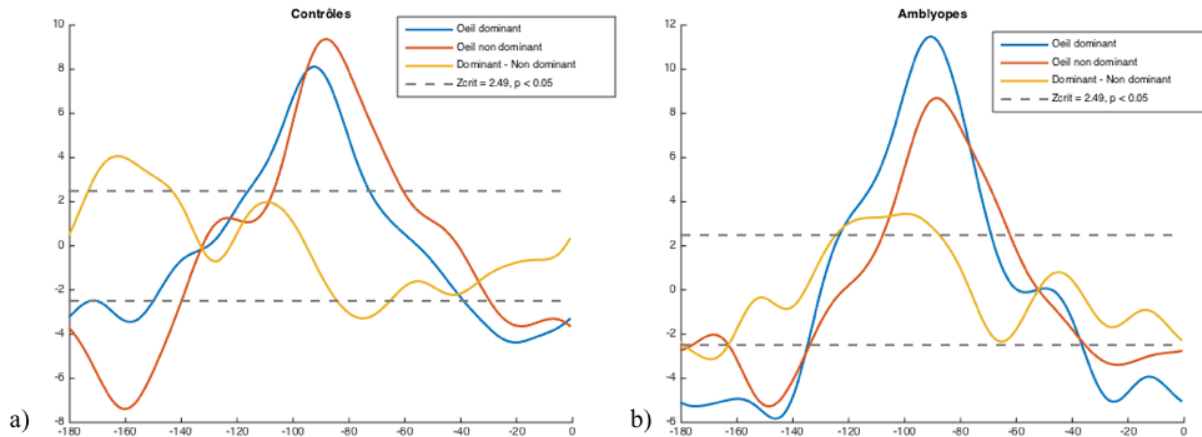 Contrôles
10
8
6
4
2
0
-2
-4
-6
-8
-180 -160 -140 -120 -100 -80 -60 -40 -20 0
Oeil dominant
Oeil non dominant
Dominant - Non dominant
Zcrit = 2.49, p < 0.05
a)
Amblyopes
12
10
8
6
4
2
0
-2
-4
-6
-180 -160 -140 -120 -100 -80 -60 -40 -20 0
Oeil dominant
Oeil non dominant
Dominant - Non dominant
Zcrit = 2.49, p < 0.05
b)